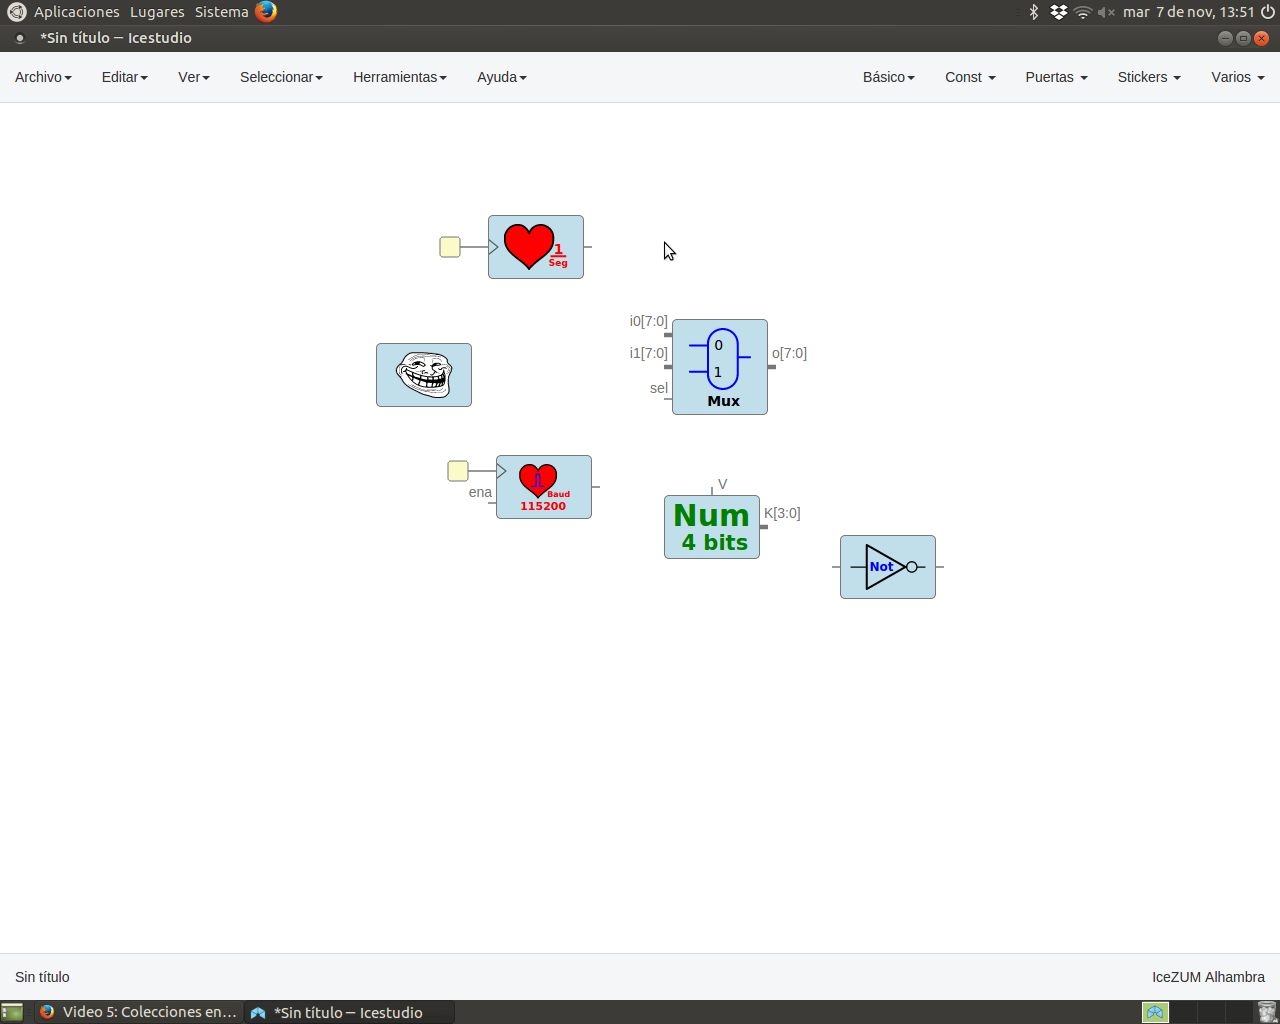 Aplicaciones Lugares Sistema mar 7 de nov, 13:51
*Sin título — Icestudio
Archivo Editar Ver Seleccionar Herramientas Ayuda Básico Const Puertas Stickers Varios
1
Seg
i0[7:0]
i1[7:0]
sel
0
1
Mux
o[7:0]
ena
Baud
115200
V
Num
4 bits
K[3:0]
Not
Sin título IceZUM Alhambra
Video 5: Colecciones en... *Sin título — Icestudio